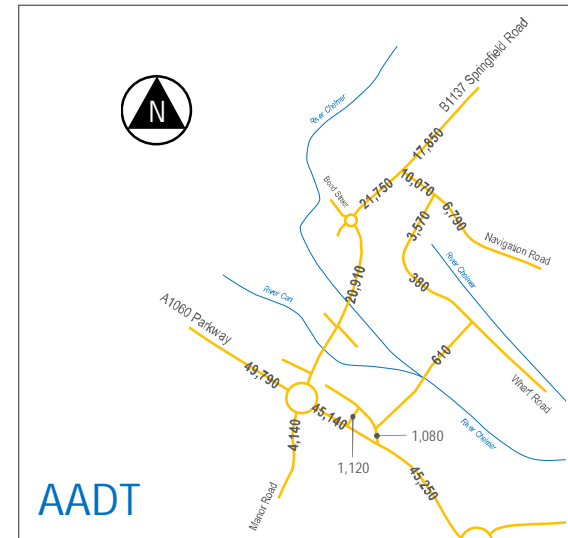 B1137 Springfield Road
N
River Chelmer
17,850
Bond Street
21,750
10,070
6,790
3,570
Navigation Road
River Chelmer
20,910
380
River Can
A1060 Parkway
610
49,790
Wharf Road
45,140
4,140
1,080
River Chelmer
1,120
45,250
Manor Road
AADT